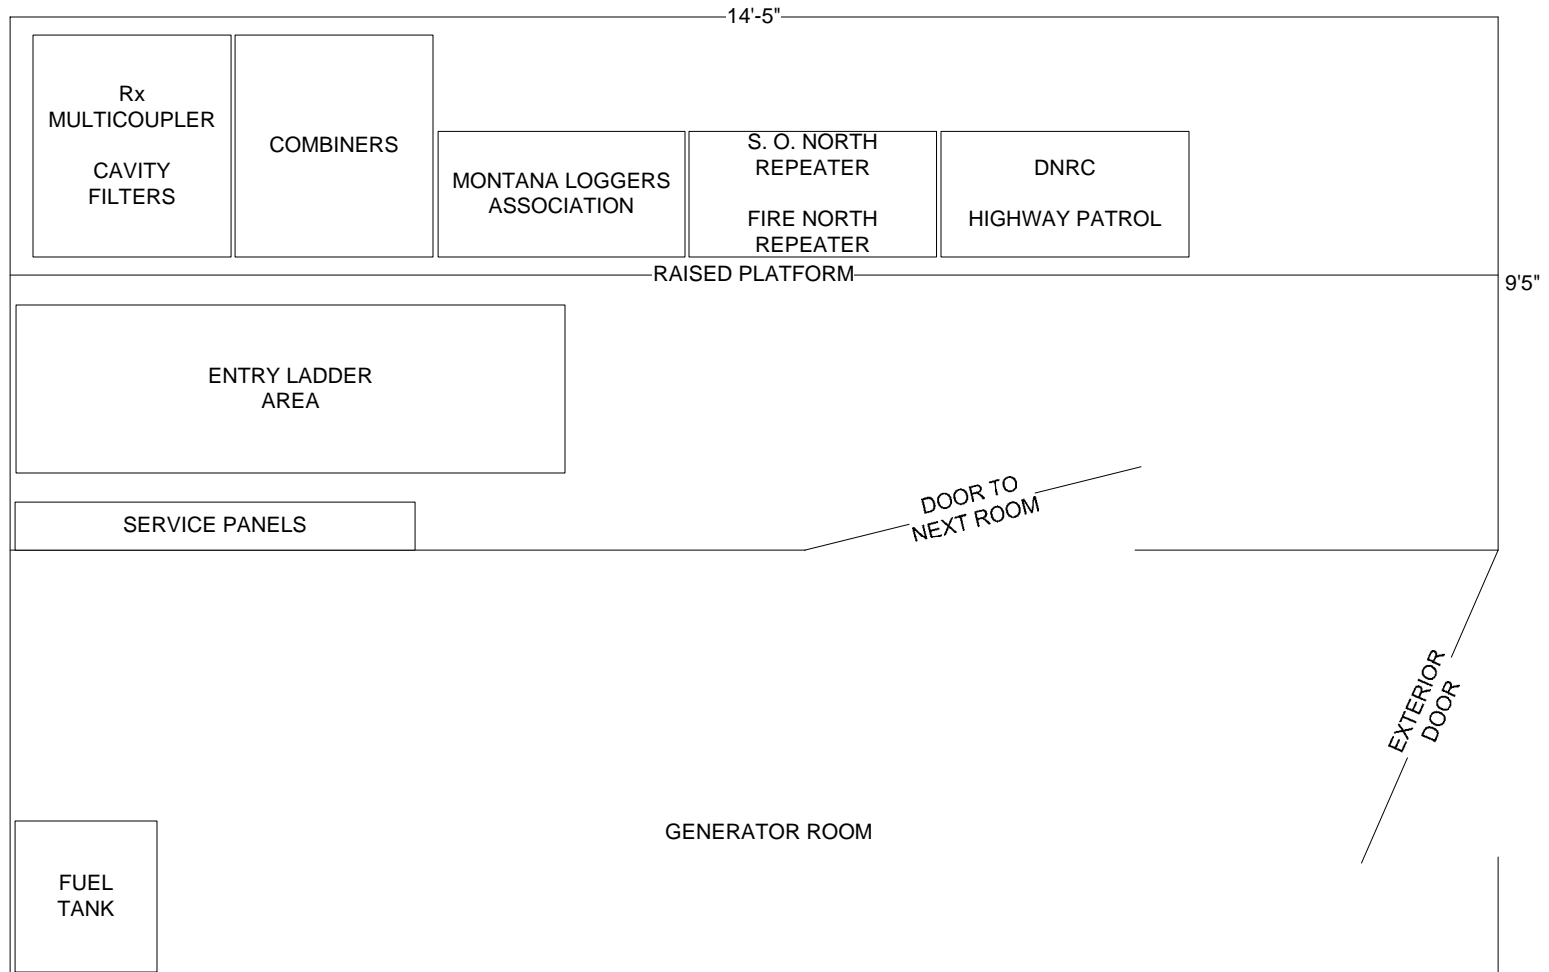 14'-5"
Rx
MULTICOUPLER
CAVITY
FILTERS
COMBINERS
MONTANA LOGGERS
ASSOCIATION
S. O. NORTH
REPEATER
FIRE NORTH
REPEATER
DNRC
HIGHWAY PATROL
RAISED PLATFORM
9'5"
ENTRY LADDER
AREA
DOOR TO
NEXT ROOM
SERVICE PANELS
EXTERIOR
DOOR
GENERATOR ROOM
FUEL
TANK